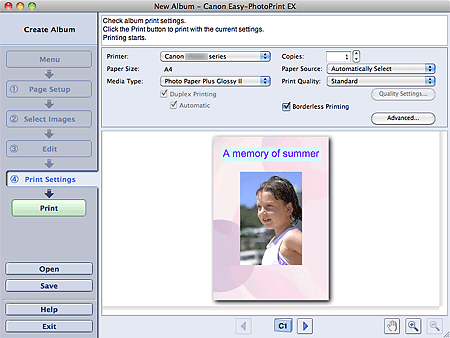 New Album - Canon Easy-PhotoPrint EX
Create Album
Menu
1 Page Setup
2 Select Images
3 Edit
4 Print Settings
Print
Open
Save
Help
Exit
Check album print settings.
Click the Print button to print with the current settings.
Printing starts.
Printer: Canon series
Copies: 1
Paper Size: A4
Paper Source: Automatically Select
Media Type: Photo Paper Plus Glossy II
Print Quality: Standard
Duplex Printing
Quality Settings...
Automatic
Borderless Printing
Advanced...
A memory of summer
C1